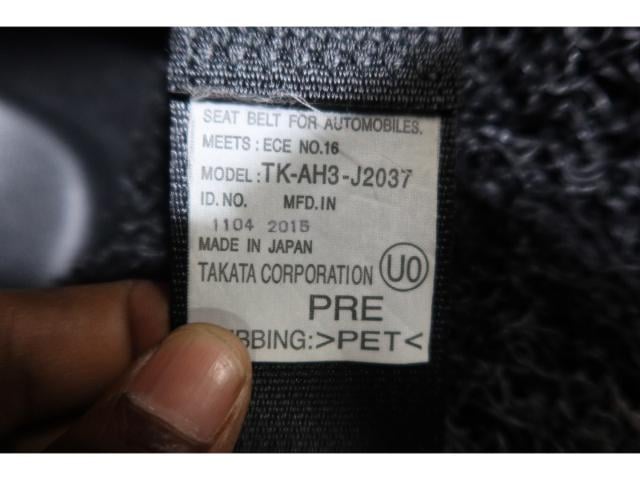 SEAT BELT FOR AUTOMOBILES.
MEETS : ECE NO.16
MODEL : TK-AH3-J2037
ID.NO. MFD.IN
1104 2015
MADE IN JAPAN
TAKATA CORPORATION U0
PRE
EBBING:>PET<